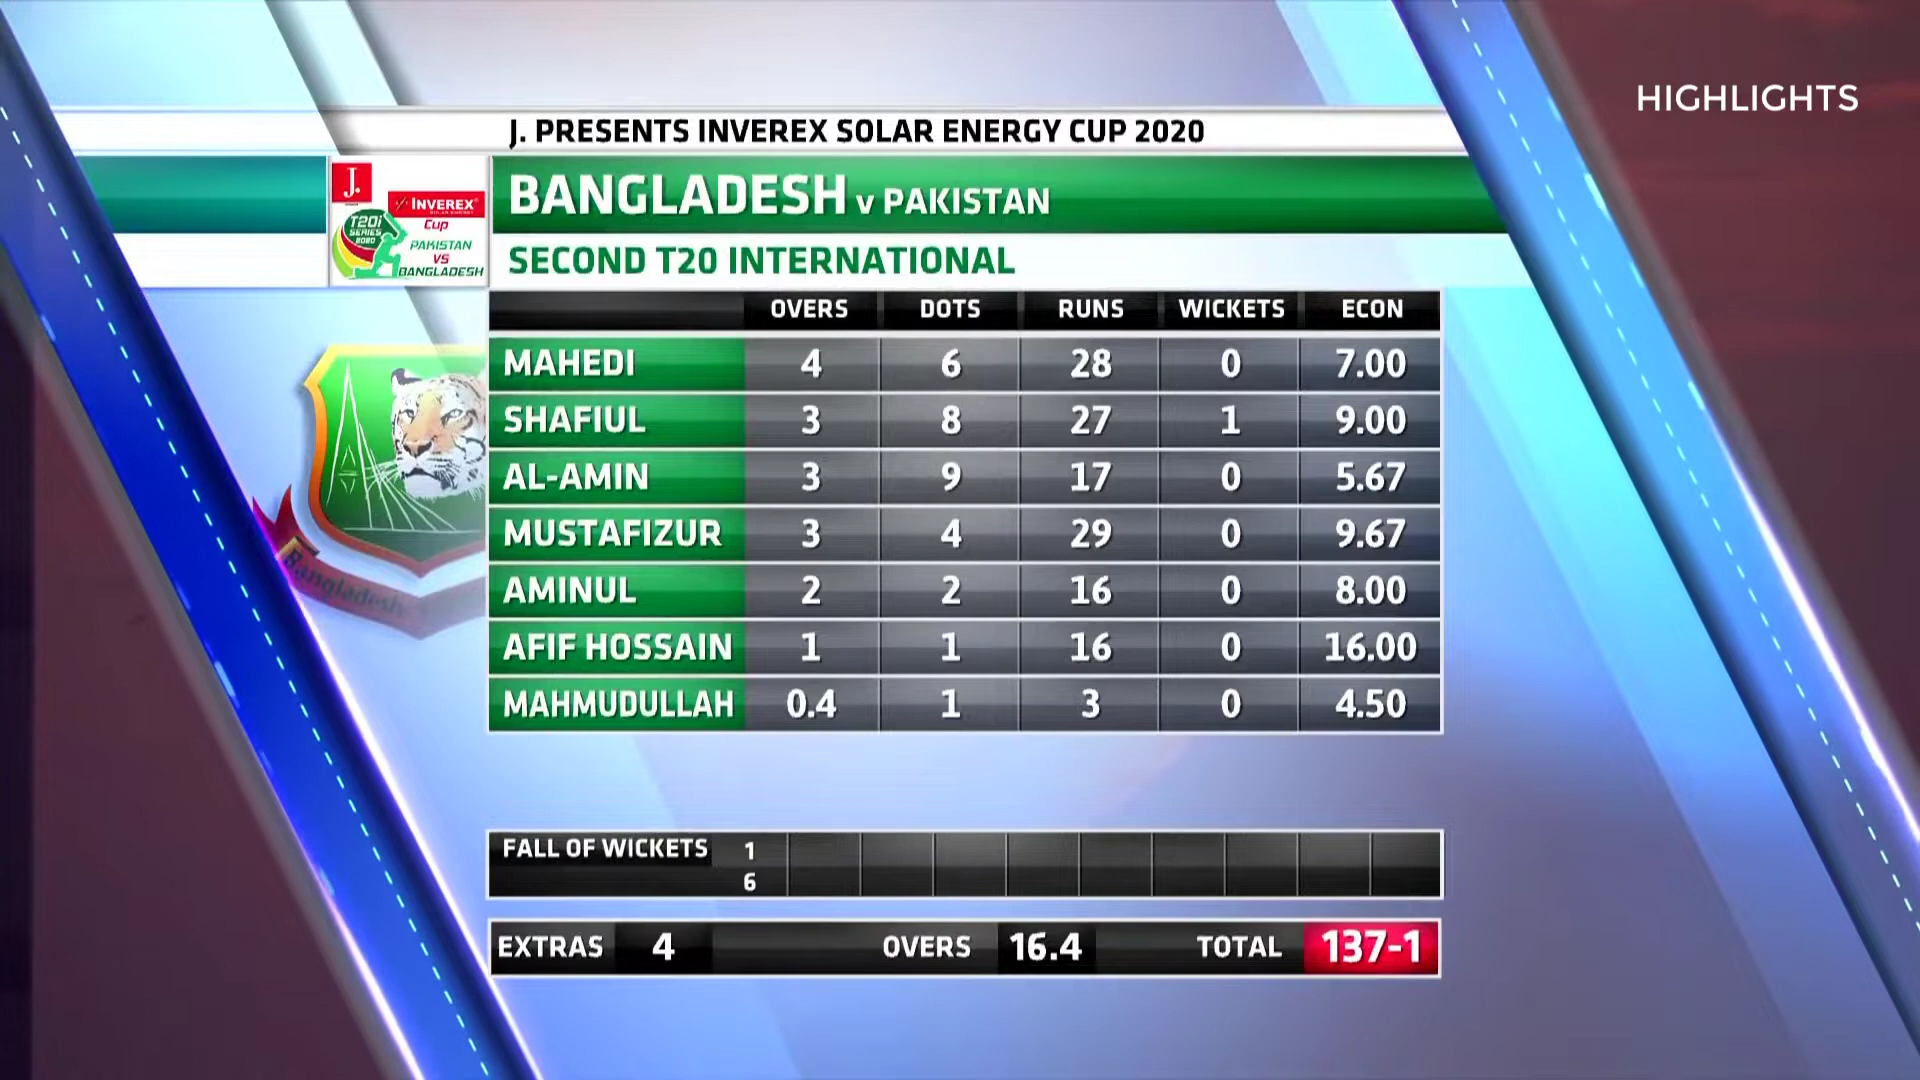 HIGHLIGHTS
J. PRESENTS INVEREX SOLAR ENERGY CUP 2020
J.
INVEREX
SOLAR ENERGY
Cup
T20i
SERIES
2020
PAKISTAN
VS
BANGLADESH
BANGLADESH v PAKISTAN
SECOND T20 INTERNATIONAL
OVERS DOTS RUNS WICKETS ECON
MAHEDI 4 6 28 0 7.00
SHAFIUL 3 8 27 1 9.00
AL-AMIN 3 9 17 0 5.67
MUSTAFIZUR 3 4 29 0 9.67
AMINUL 2 2 16 0 8.00
AFIF HOSSAIN 1 1 16 0 16.00
MAHMUDULLAH 0.4 1 3 0 4.50
Bangladesh
FALL OF WICKETS 1
6
EXTRAS 4 OVERS 16.4 TOTAL 137-1